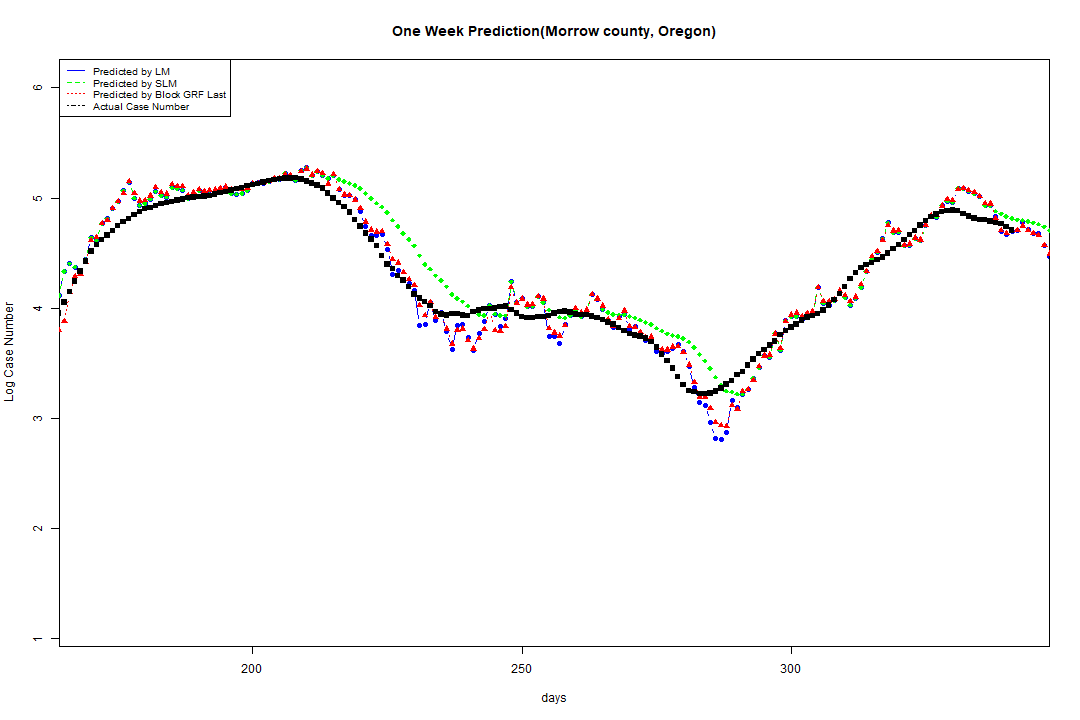 One Week Prediction(Morrow county, Oregon)
Predicted by LM
Predicted by SLM
Predicted by Block GRF Last
Actual Case Number
6
5
4
3
2
1
Log Case Number
200
250
300
days